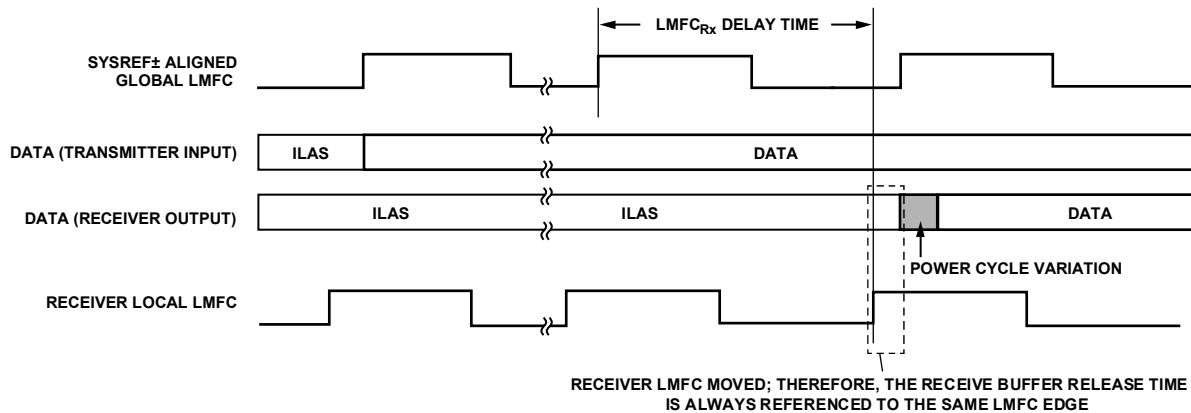 LMFCRx DELAY TIME
SYSREF± ALIGNED
GLOBAL LMFC
DATA (TRANSMITTER INPUT)
ILAS
DATA
DATA (RECEIVER OUTPUT)
ILAS
ILAS
DATA
POWER CYCLE VARIATION
RECEIVER LOCAL LMFC
RECEIVER LMFC MOVED; THEREFORE, THE RECEIVE BUFFER RELEASE TIME
IS ALWAYS REFERENCED TO THE SAME LMFC EDGE